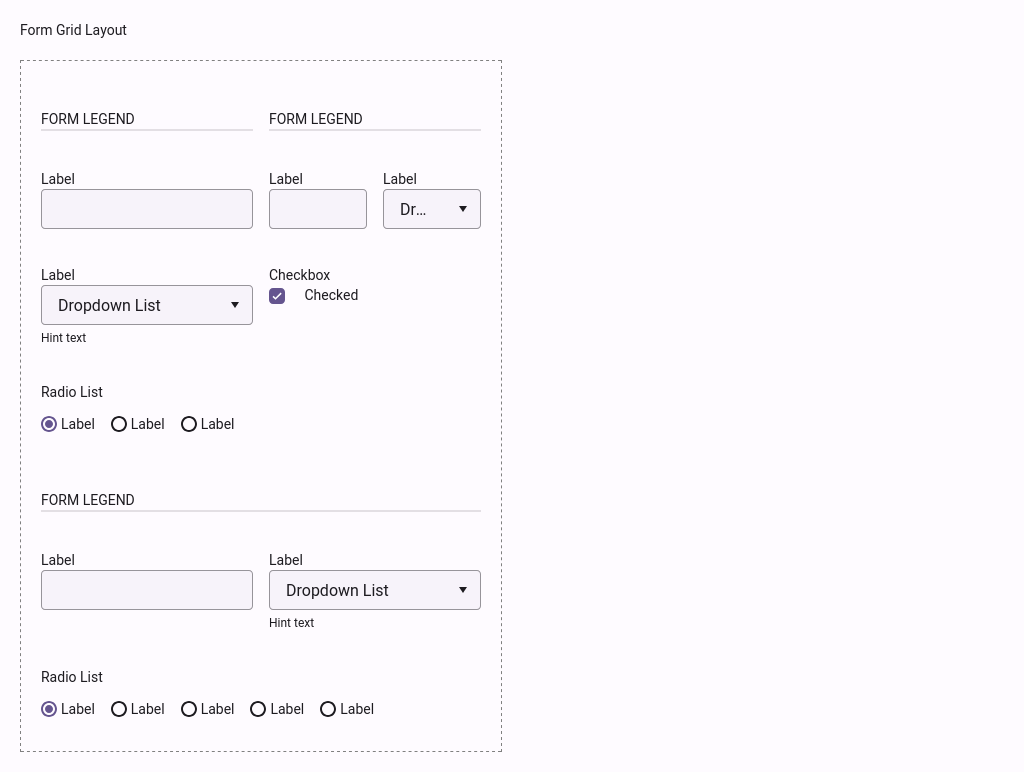 Form Grid Layout
FORM LEGEND
FORM LEGEND
Label
Label
Label
Dr...
Label
Checkbox
Dropdown List
Checked
Hint text
Radio List
Label
Label
Label
FORM LEGEND
Label
Label
Dropdown List
Hint text
Radio List
Label
Label
Label
Label
Label